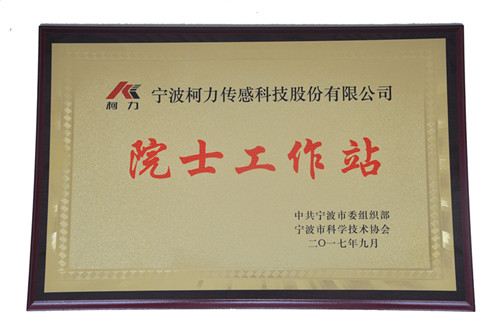 宁波柯力传感科技股份有限公司
柯力
院士工作站
中共宁波市委组织部
宁波市科学技术协会
二〇一七年九月